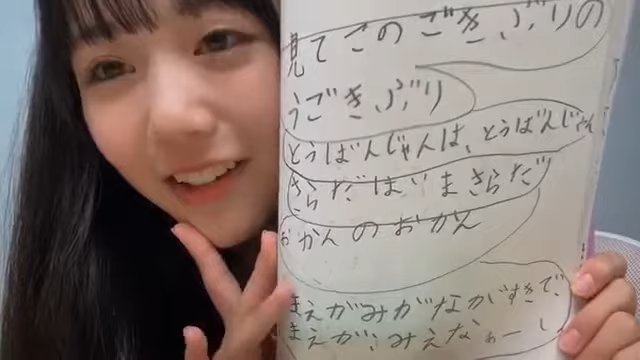 見てこのごきぶりの
うごきぶり
とうばんじゃんは、とうばんじゃん
さらだはいまさらだ
おかんのおかん
まえがみがながすぎて、
まえがみえなぁーい